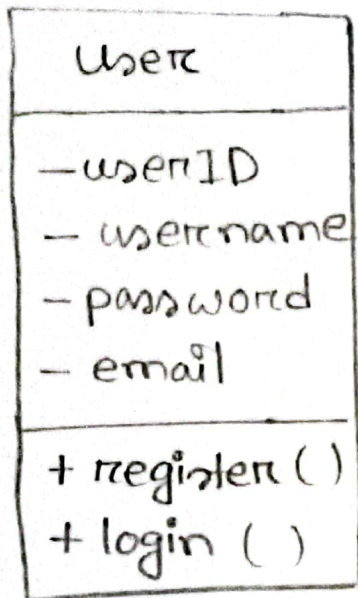 User
- userID
- username
- password
- email
+ register ( )
+ login ( )